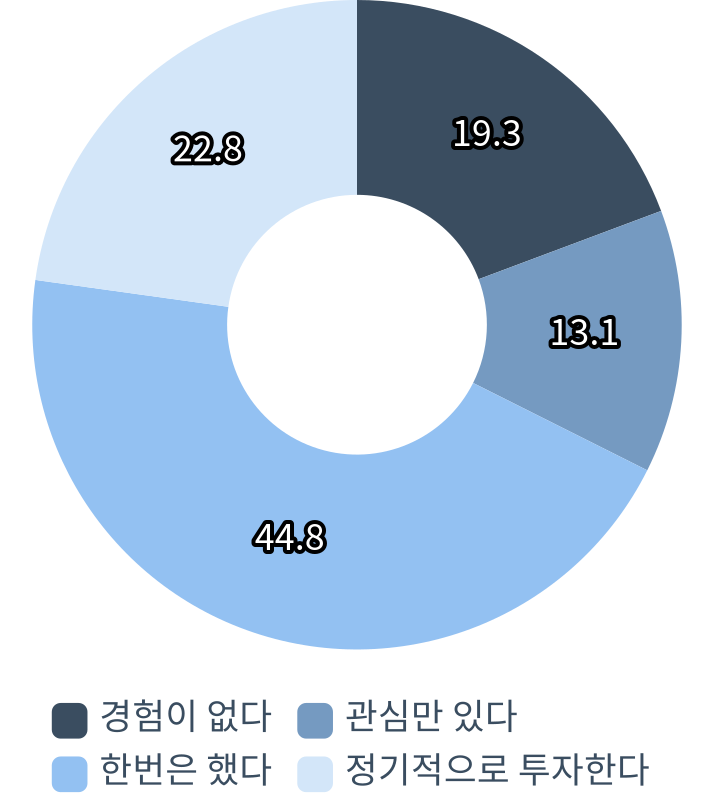 22.8
19.3
13.1
44.8
경험이 없다
관심만 있다
한번은 했다
정기적으로 투자한다